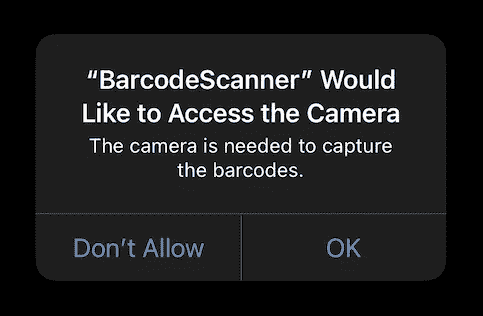 “BarcodeScanner” Would
Like to Access the Camera
The camera is needed to capture
the barcodes.
Don’t Allow
OK